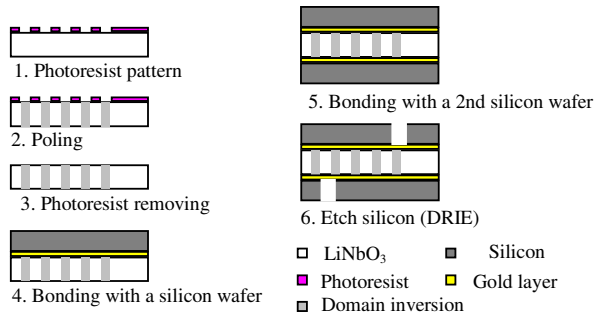 1. Photoresist pattern
2. Poling
3. Photoresist removing
4. Bonding with a silicon wafer
5. Bonding with a 2nd silicon wafer
6. Etch silicon (DRIE)
LiNbO3
Silicon
Photoresist
Gold layer
Domain inversion